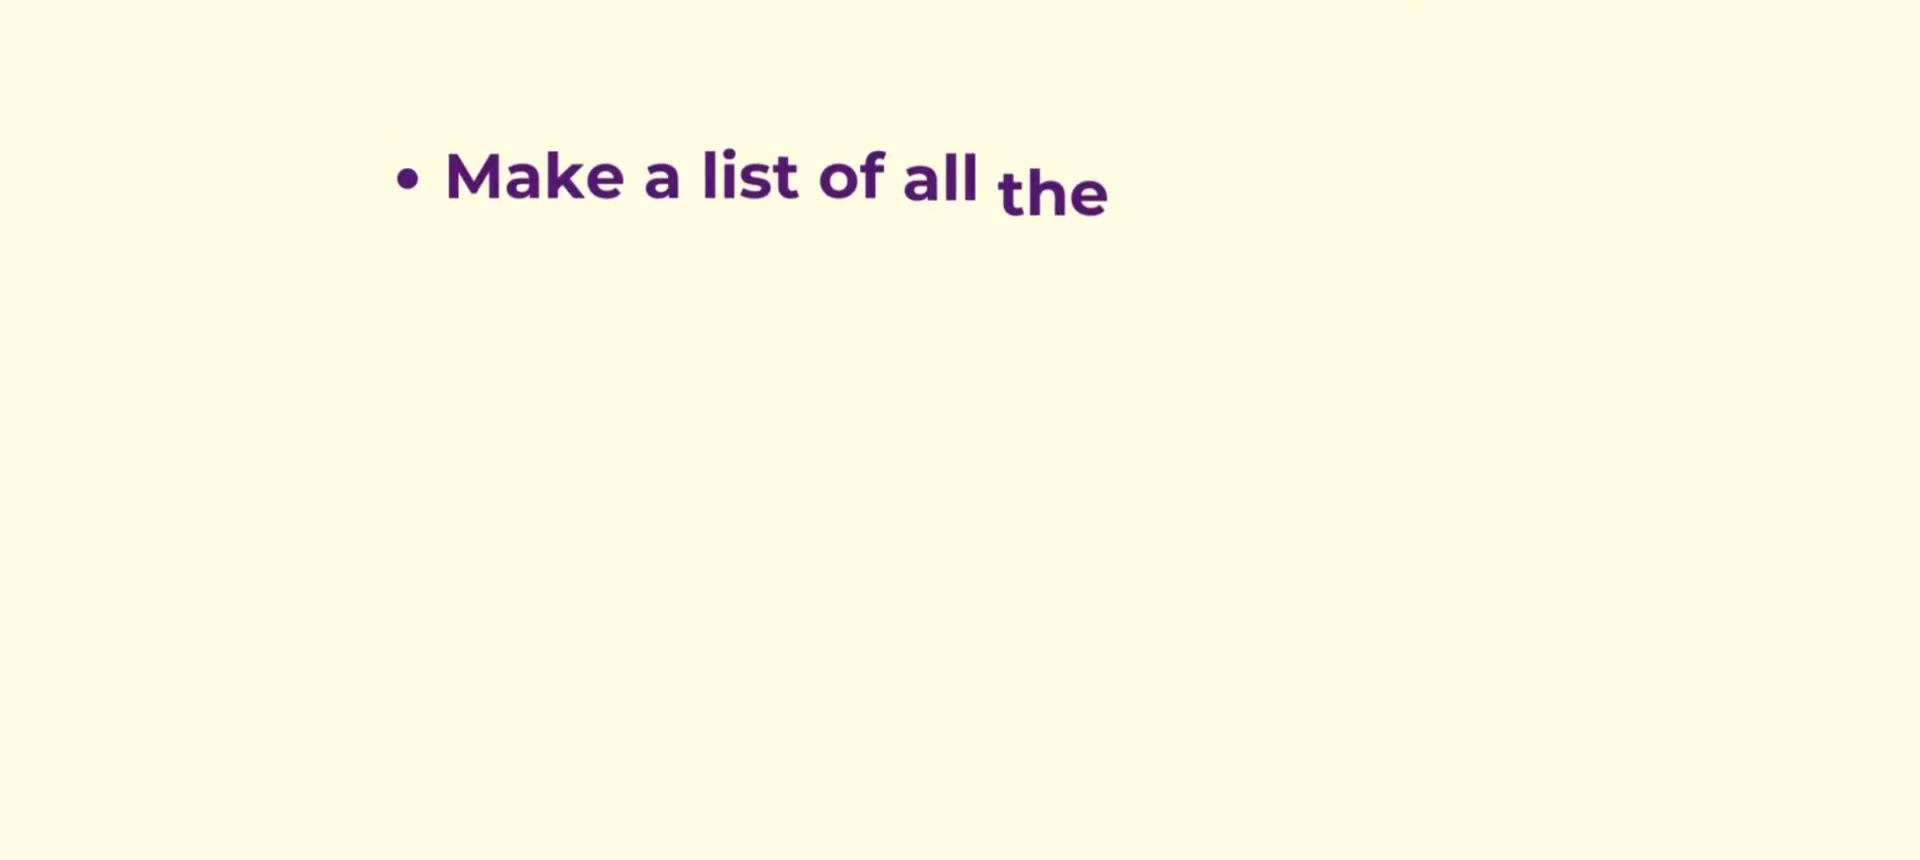 • Make a list of all the